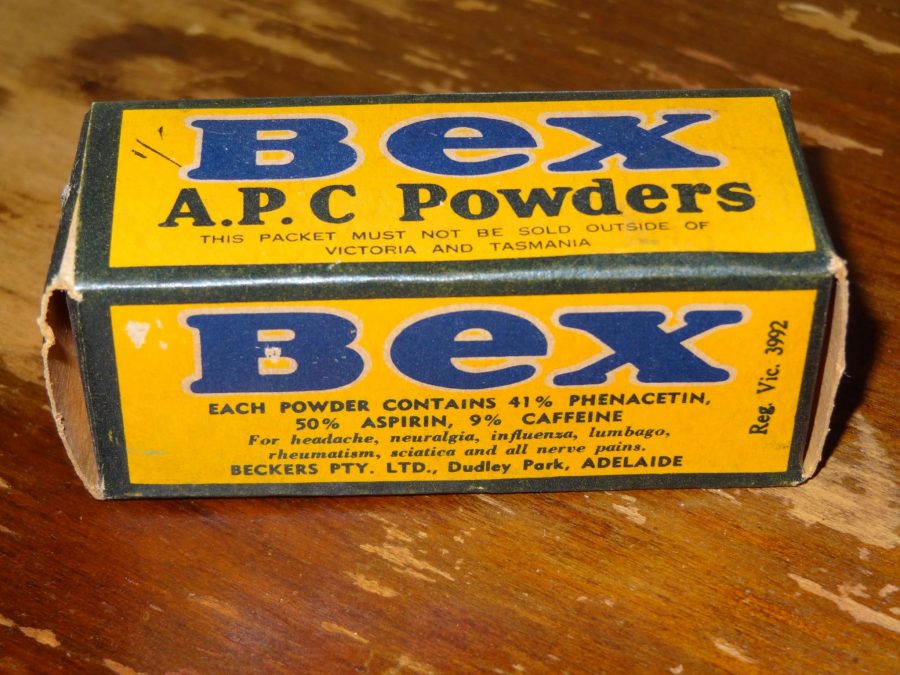 Bex
A.P.C Powders
THIS PACKET MUST NOT BE SOLD OUTSIDE OF
VICTORIA AND TASMANIA
Bex
EACH POWDER CONTAINS 41% PHENACETIN,
50% ASPIRIN, 9% CAFFEINE
For headache, neuralgia, influenza, lumbago,
rheumatism, sciatica and all nerve pains.
BECKERS PTY. LTD., Dudley Park, ADELAIDE
Reg. Vic. 3992